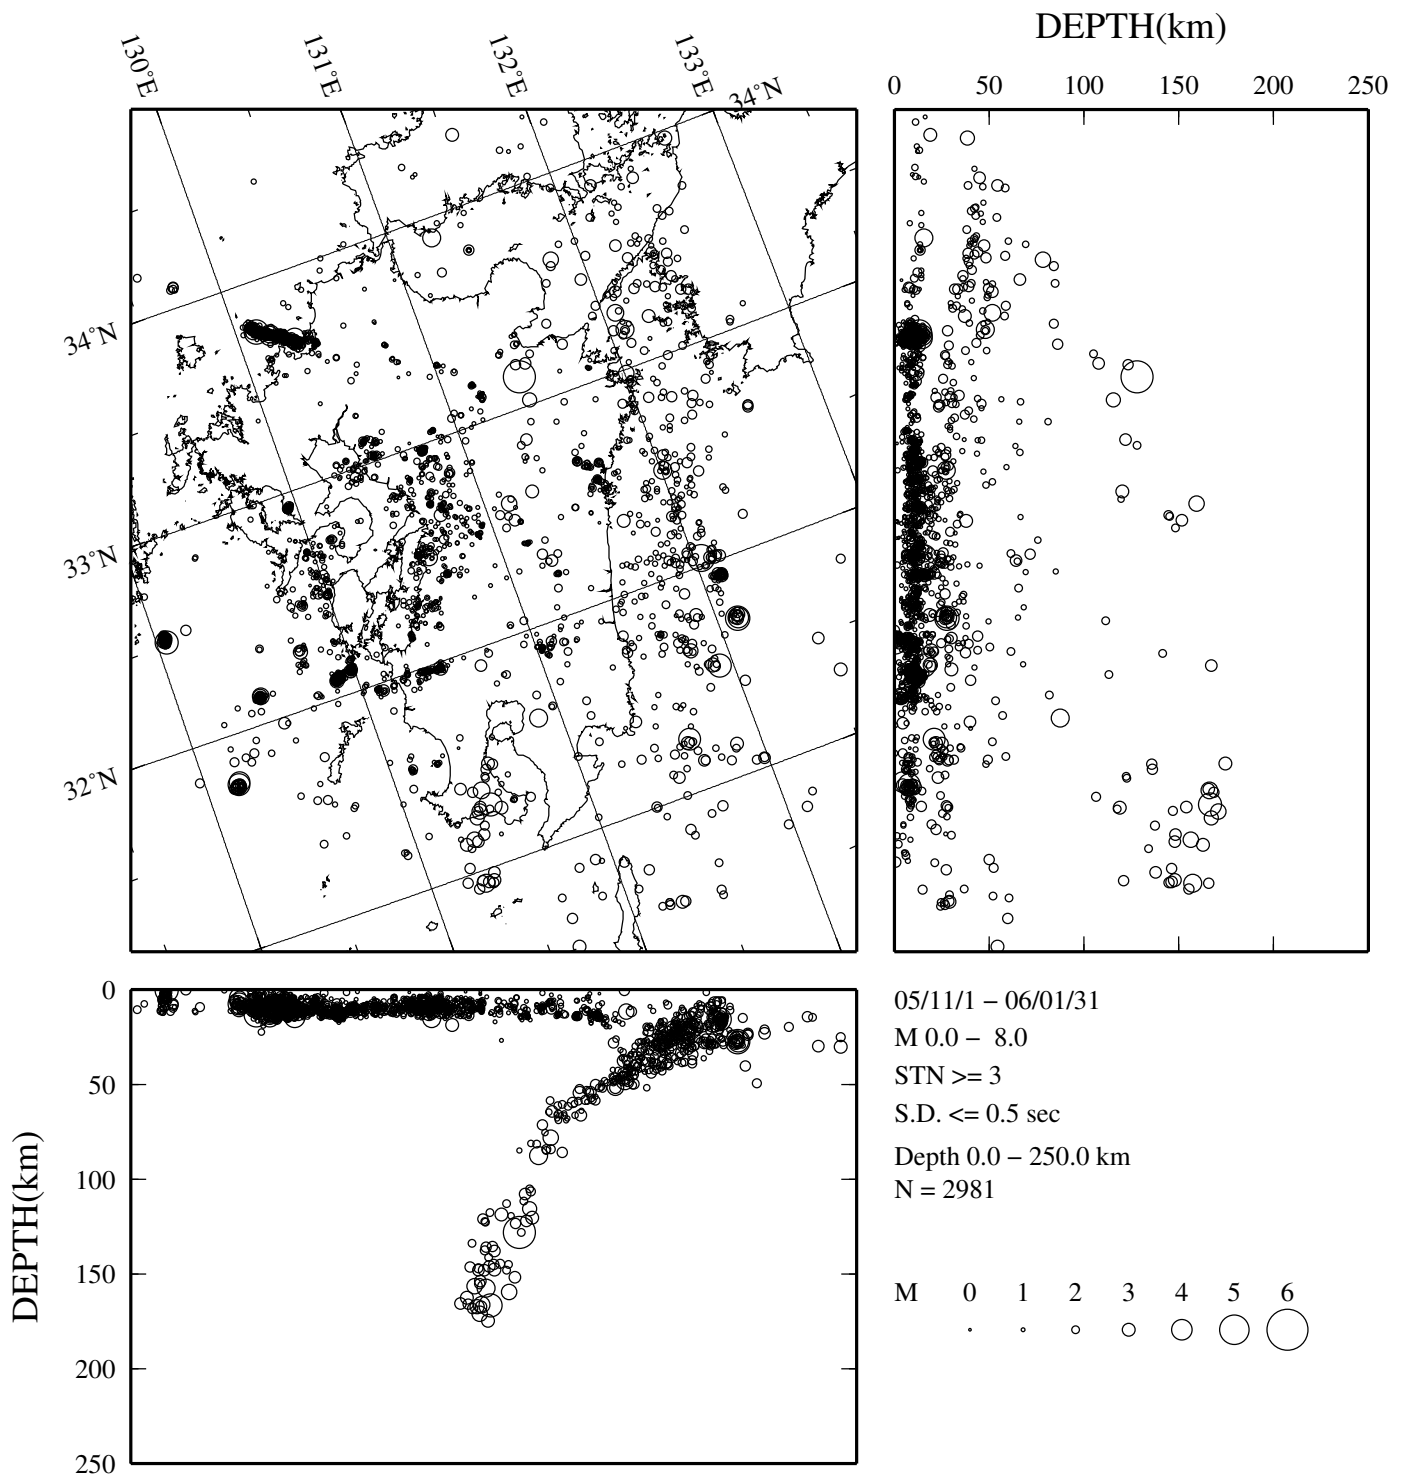 DEPTH(km)
130°E
131°E
132°E
133°E
34°N
0 50 100 150 200 250
34°N
33°N
32°N
0
50
100
150
200
250
DEPTH(km)
05/11/1 – 06/01/31
M 0.0 – 8.0
STN >= 3
S.D. <= 0.5 sec
Depth 0.0 – 250.0 km
N = 2981
M 0 1 2 3 4 5 6